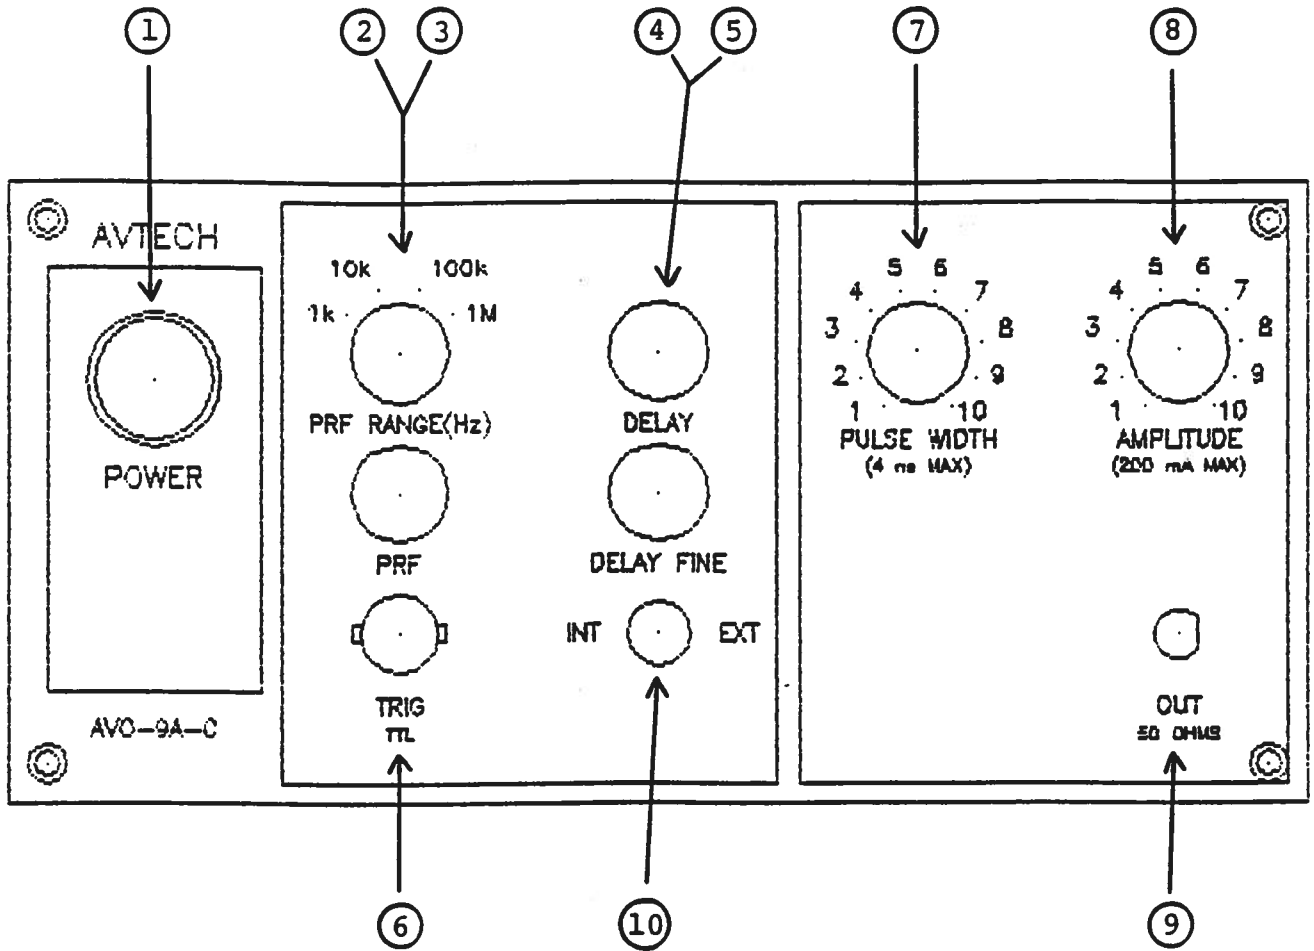 1 2 3 4 5 7 8
AVTECH
POWER
AVO-9A-C
1k 10k 100k 1M
PRF RANGE(Hz)
PRF
TRIG
TTL
DELAY
DELAY FINE
INT EXT
1 2 3 4 5 6 7 8 9 10
PULSE WIDTH
(4 ns MAX)
1 2 3 4 5 6 7 8 9 10
AMPLITUDE
(200 mA MAX)
OUT
50 OHMS
6 10 9